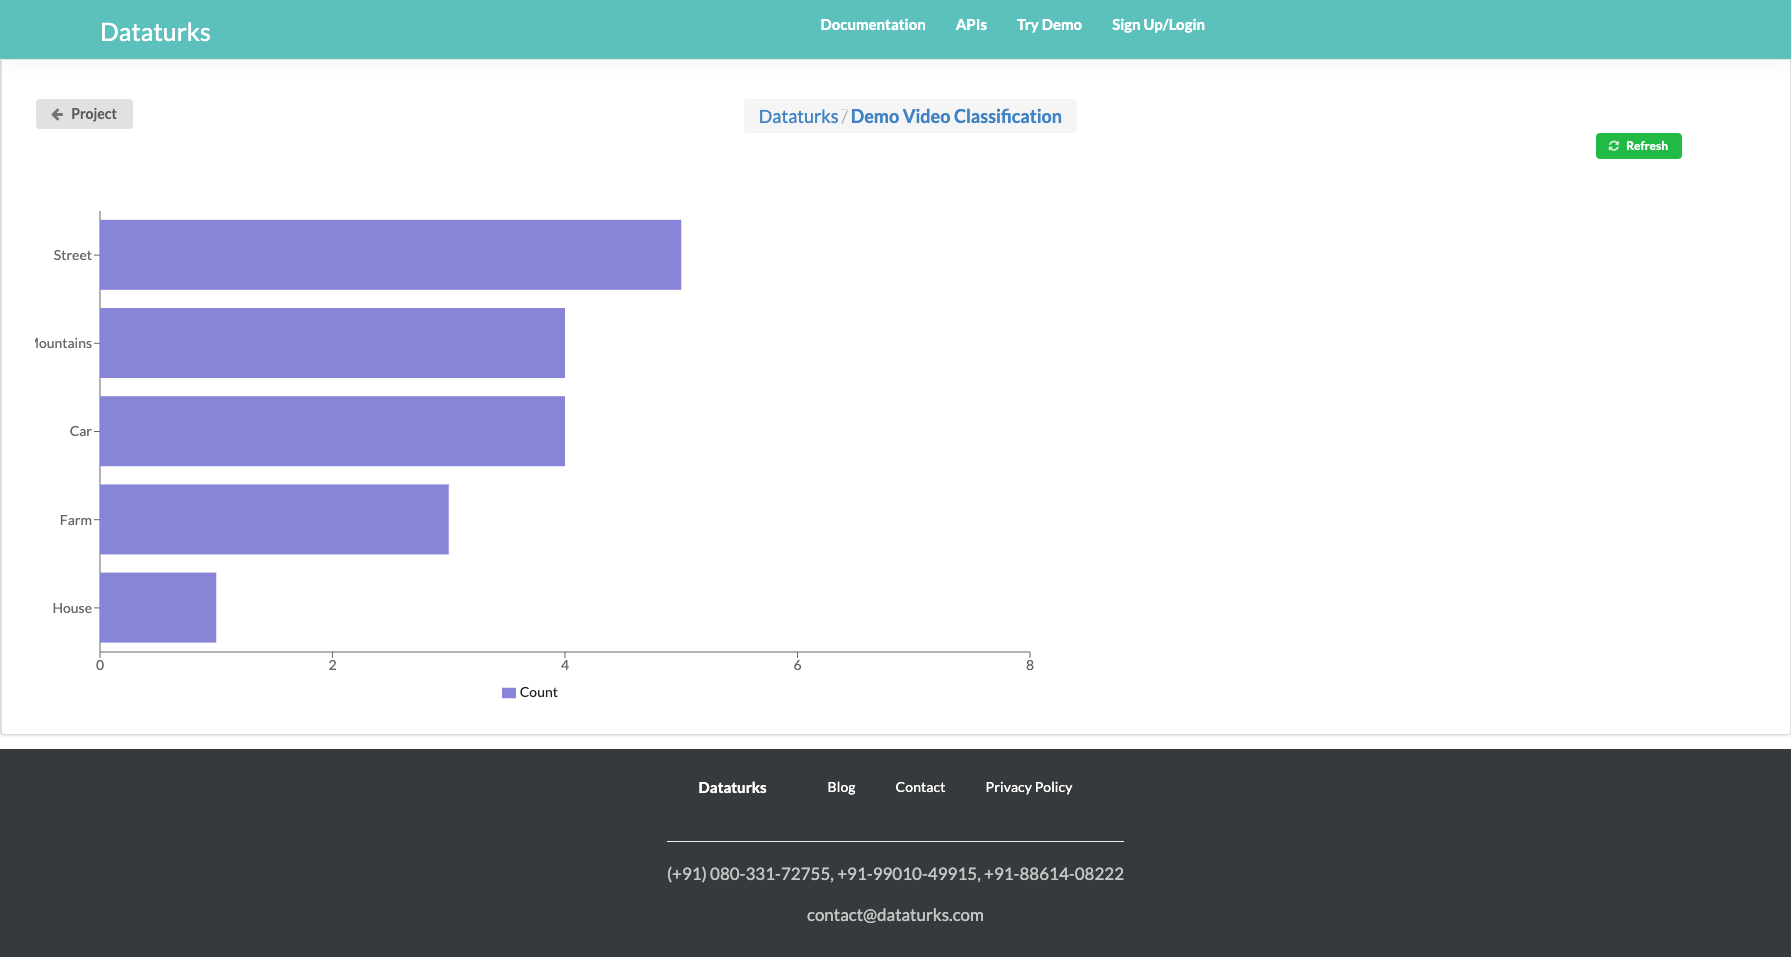 Dataturks
Documentation APIs Try Demo Sign Up/Login
Project
Dataturks / Demo Video Classification
Refresh
Street
Car
Farm
House
0 2 4 6 8
Count
Dataturks Blog Contact Privacy Policy
(+91) 080-331-72755, +91-99010-49915, +91-88614-08222
contact@dataturks.com